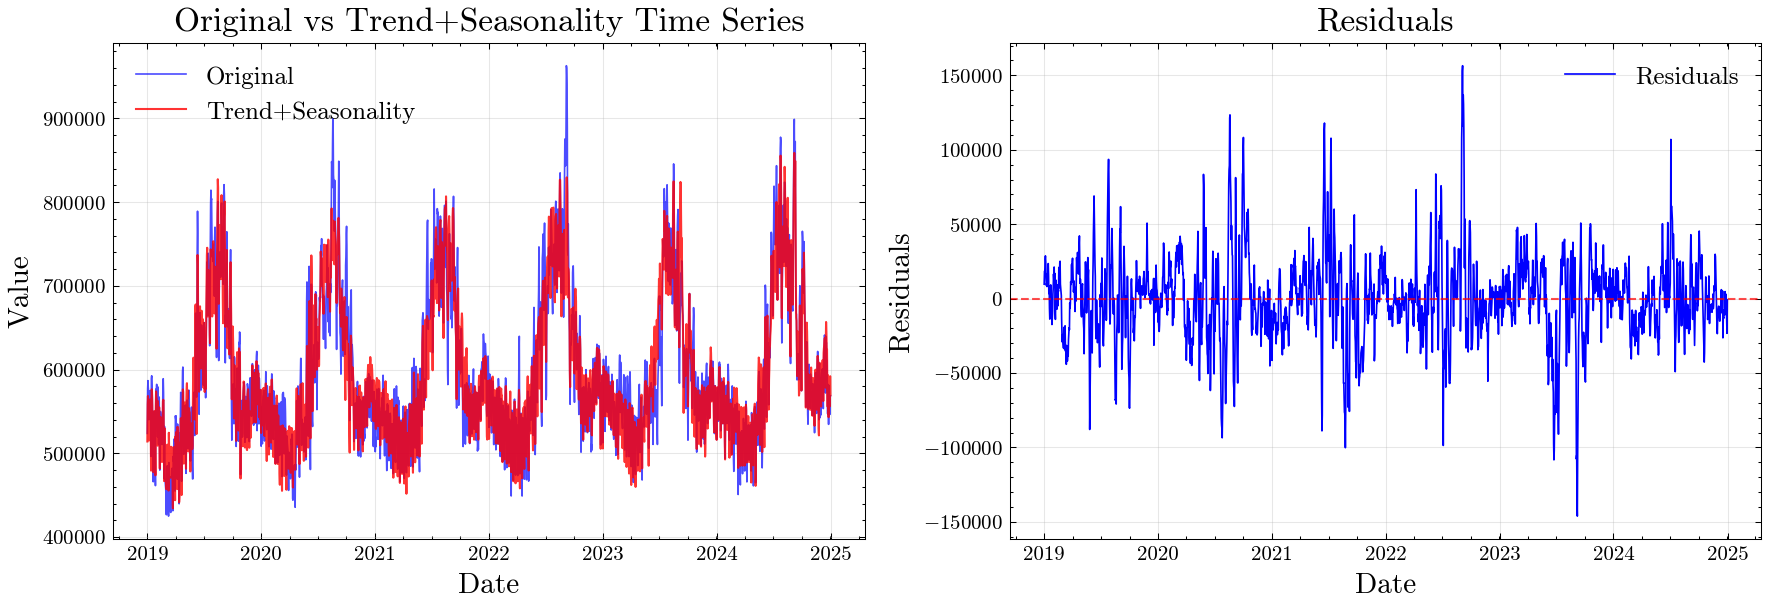 Original vs Trend+Seasonality Time Series
Original
Trend+Seasonality
Value
900000
800000
700000
600000
500000
400000
2019 2020 2021 2022 2023 2024 2025
Date
Residuals
Residuals
Residuals
150000
100000
50000
0
−50000
−100000
−150000
2019 2020 2021 2022 2023 2024 2025
Date